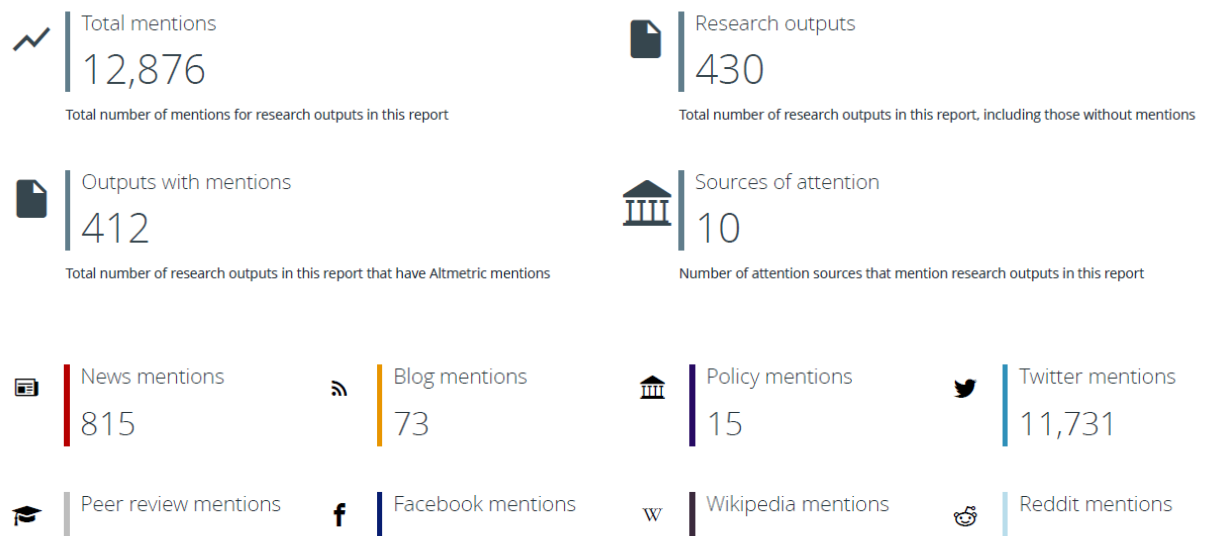 Total mentions
12,876
Total number of mentions for research outputs in this report
Research outputs
430
Total number of research outputs in this report, including those without mentions
Outputs with mentions
412
Total number of research outputs in this report that have Altmetric mentions
Sources of attention
10
Number of attention sources that mention research outputs in this report
News mentions
815
Blog mentions
73
Policy mentions
15
Twitter mentions
11,731
Peer review mentions
f
Facebook mentions
W
Wikipedia mentions
Reddit mentions